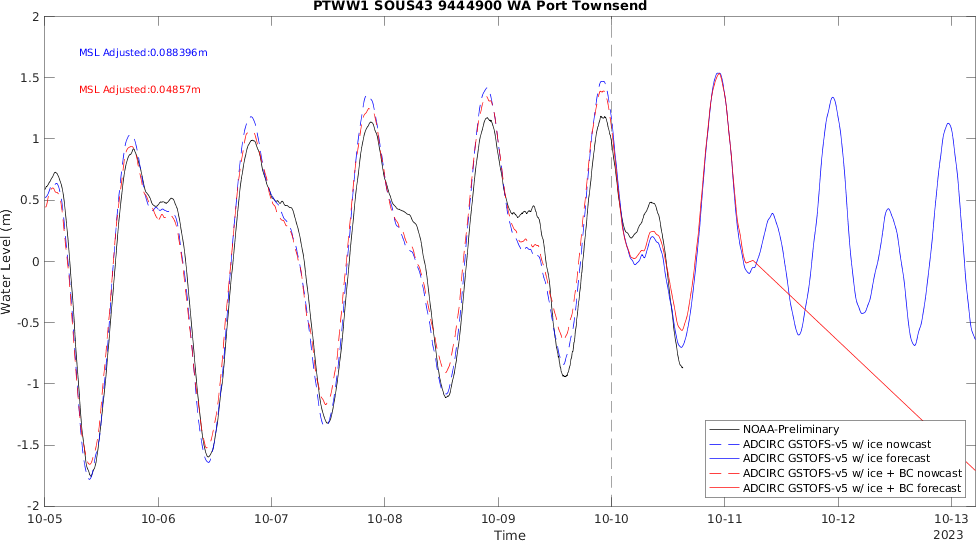 PTWW1 SOUS43 9444900 WA Port Townsend
MSL Adjusted:0.088396m
MSL Adjusted:0.04857m
Water Level (m)
2
1.5
1
0.5
0
-0.5
-1
-1.5
-2
NOAA-Preliminary
ADCIRC GSTOFS-v5 w/ ice nowcast
ADCIRC GSTOFS-v5 w/ ice forecast
ADCIRC GSTOFS-v5 w/ ice + BC nowcast
ADCIRC GSTOFS-v5 w/ ice + BC forecast
10-05 10-06 10-07 10-08 10-09 10-10 10-11 10-12 10-13
Time
2023